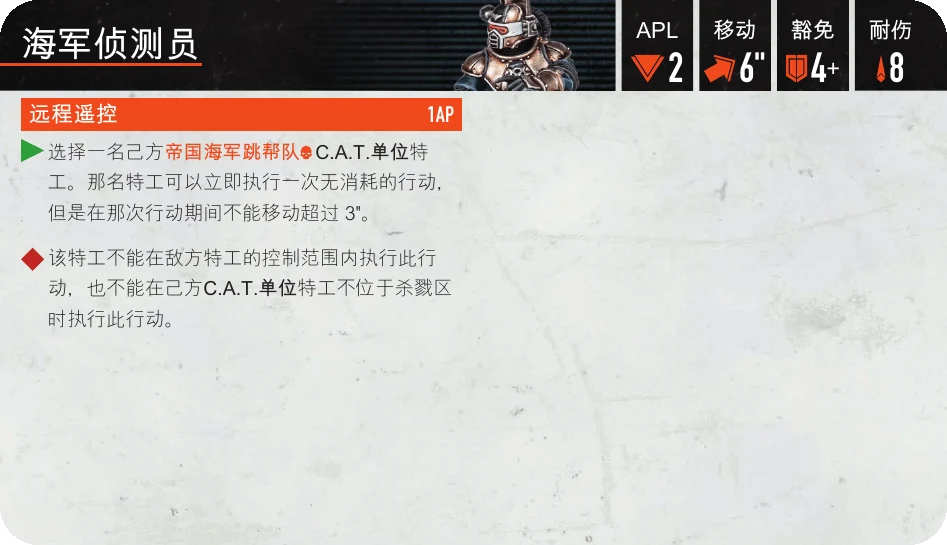 海军侦测员
APL 移动 豁免 耐伤
2 6" 4+ 8
远程遥控 1AP
选择一名己方帝国海军跳帮队C.A.T.单位特
工。那名特工可以立即执行一次无消耗的行动,
但是在那次行动期间不能移动超过 3"。
该特工不能在敌方特工的控制范围内执行此行
动，也不能在己方C.A.T.单位特工不位于杀戮区
时执行此行动。